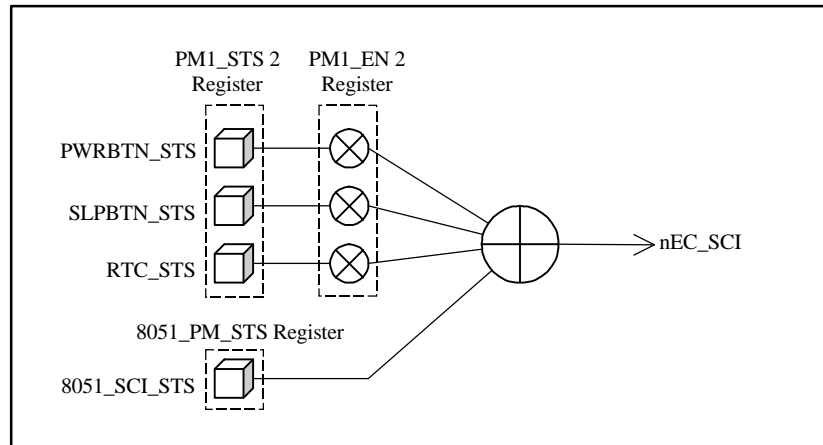 PM1_STS 2
Register
PM1_EN 2
Register
PWRBTN_STS
SLPBTN_STS
RTC_STS
nEC_SCI
8051_PM_STS Register
8051_SCI_STS